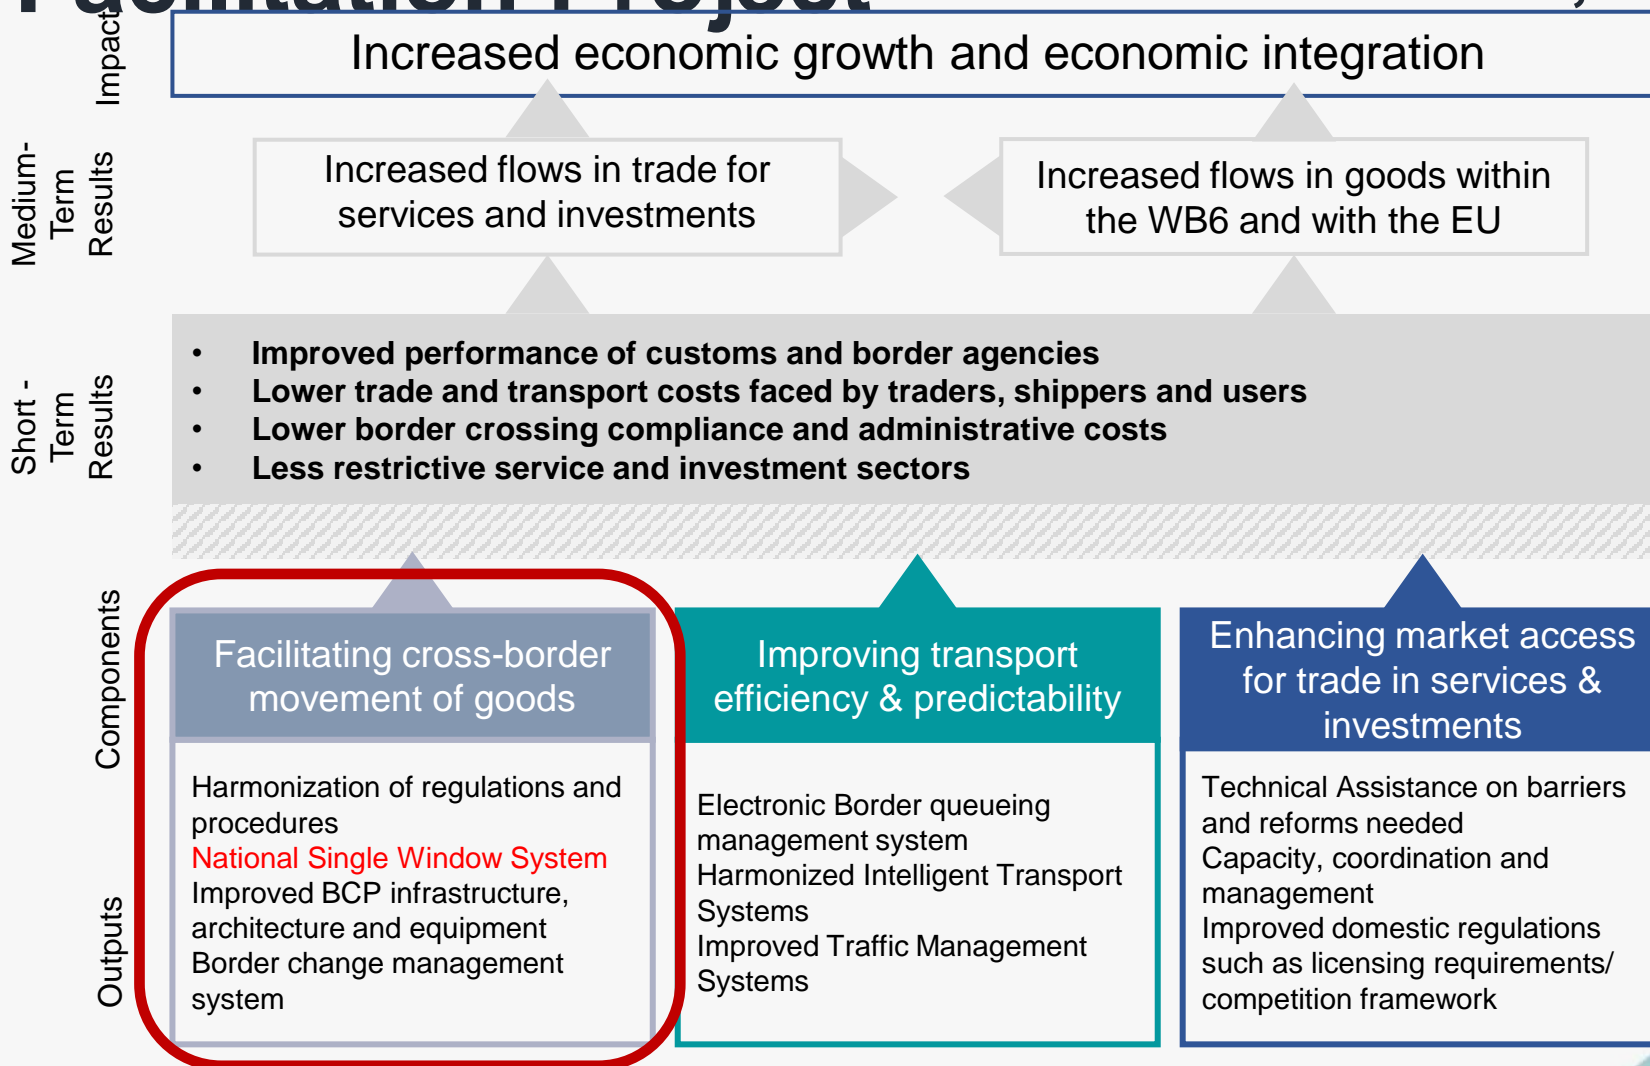 Facilitation Project
Impact
Increased economic growth and economic integration
Medium-
Term
Results
Increased flows in trade for
services and investments
Increased flows in goods within
the WB6 and with the EU
Short -
Term
Results
• Improved performance of customs and border agencies
• Lower trade and transport costs faced by traders, shippers and users
• Lower border crossing compliance and administrative costs
• Less restrictive service and investment sectors
Components
Facilitating cross-border
movement of goods
Improving transport
efficiency & predictability
Enhancing market access
for trade in services &
investments
Outputs
Harmonization of regulations and
procedures
National Single Window System
Improved BCP infrastructure,
architecture and equipment
Border change management
system
Electronic Border queueing
management system
Harmonized Intelligent Transport
Systems
Improved Traffic Management
Systems
Technical Assistance on barriers
and reforms needed
Capacity, coordination and
management
Improved domestic regulations
such as licensing requirements/
competition framework